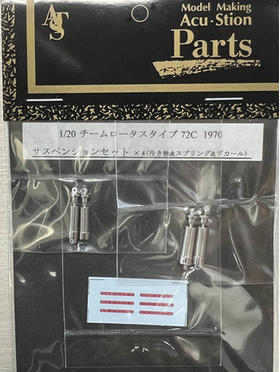 ATS
Model Making
Acu·Stion
Parts
1/20 チームロータスタイプ 72C 1970
サスペンションセット ×4(挽き物&スプリング&デカール)